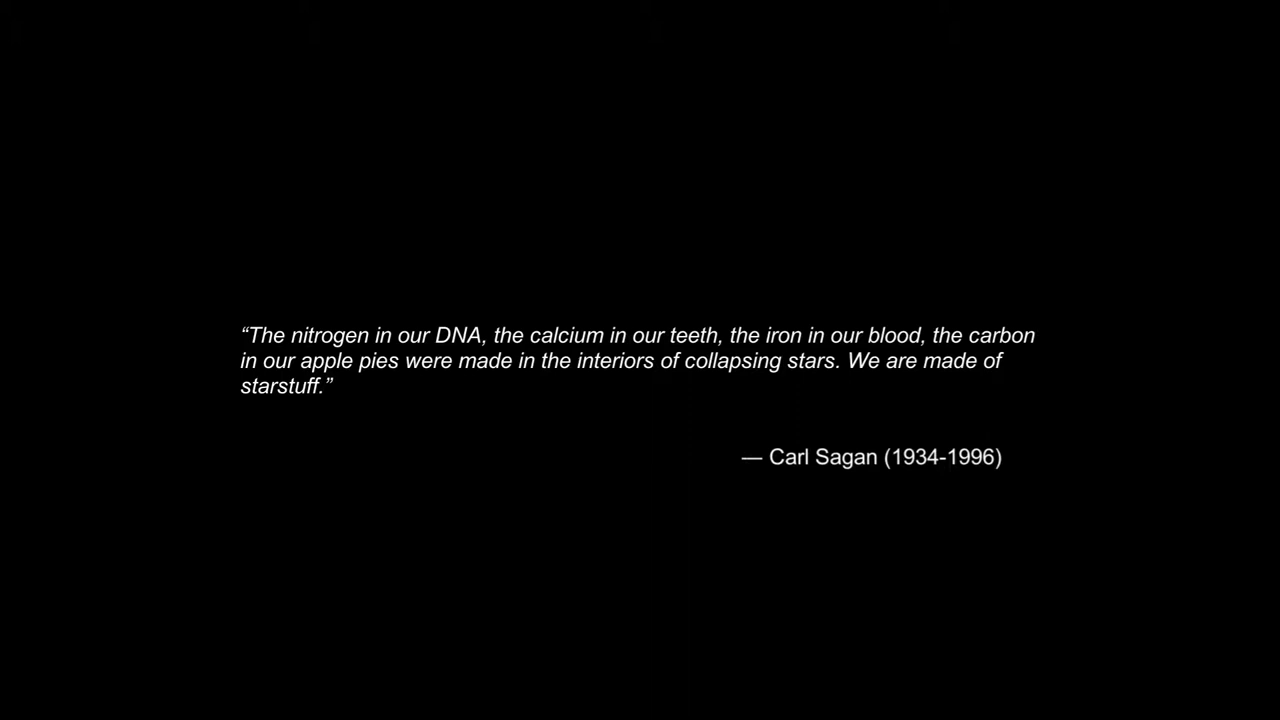 “The nitrogen in our DNA, the calcium in our teeth, the iron in our blood, the carbon
in our apple pies were made in the interiors of collapsing stars. We are made of
starstuff.”
— Carl Sagan (1934-1996)